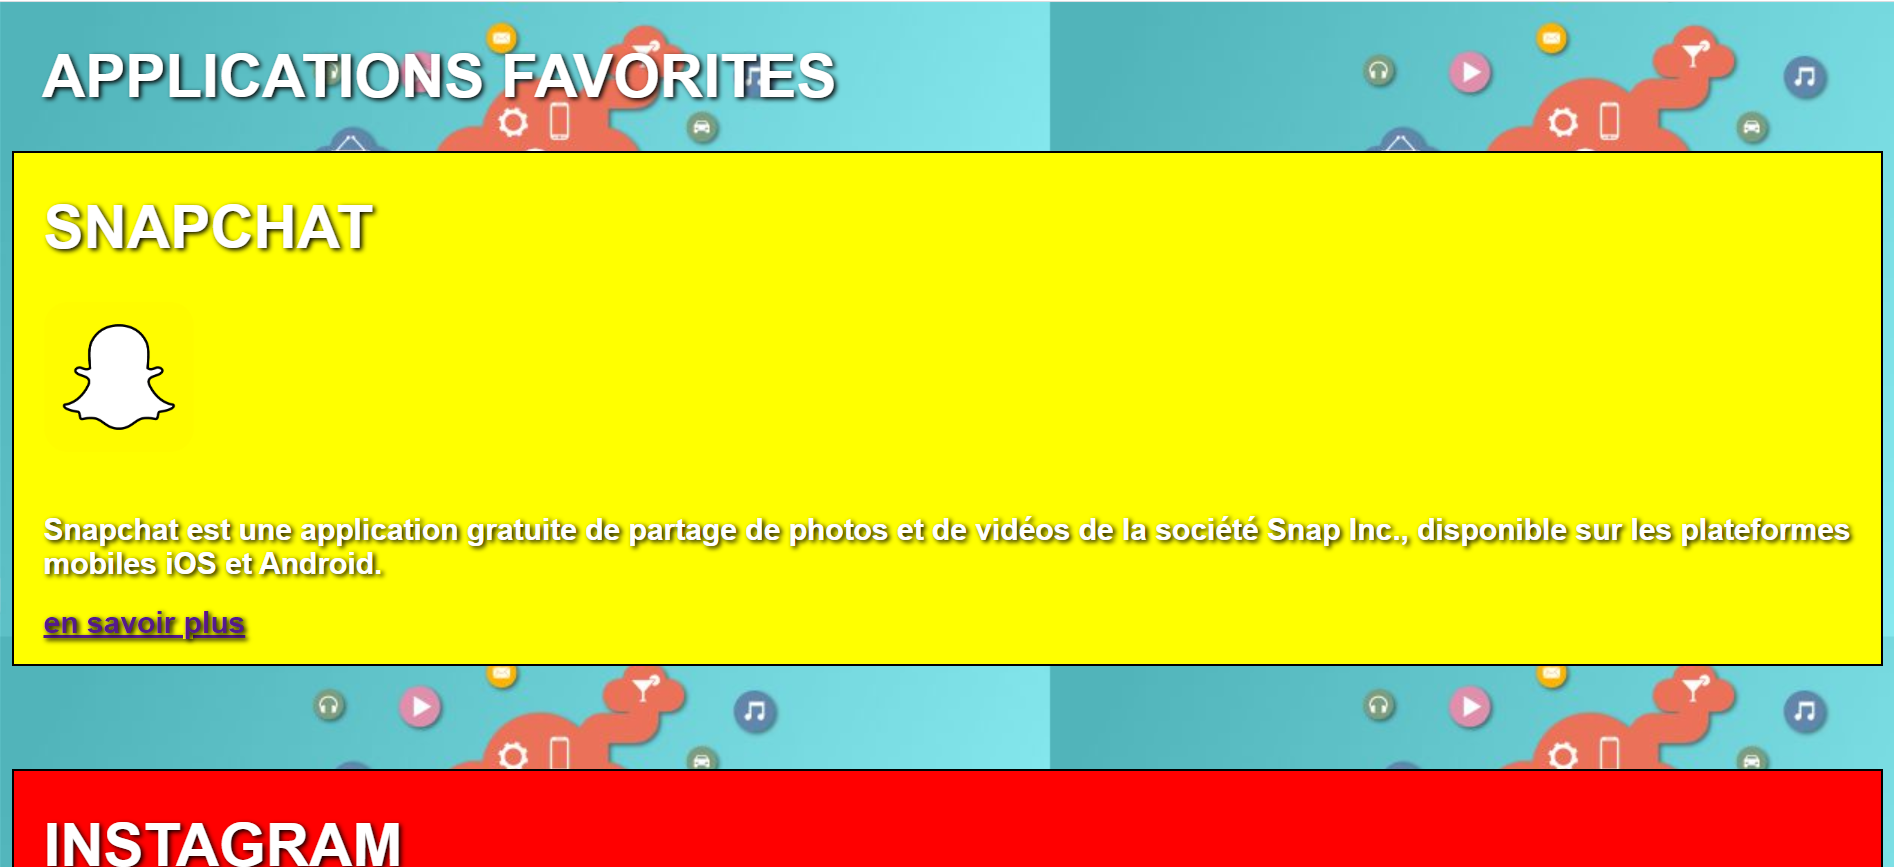 APPLICATIONS FAVORITES
SNAPCHAT
Snapchat est une application gratuite de partage de photos et de vidéos de la société Snap Inc., disponible sur les plateformes
mobiles iOS et Android.
en savoir plus
INSTAGRAM